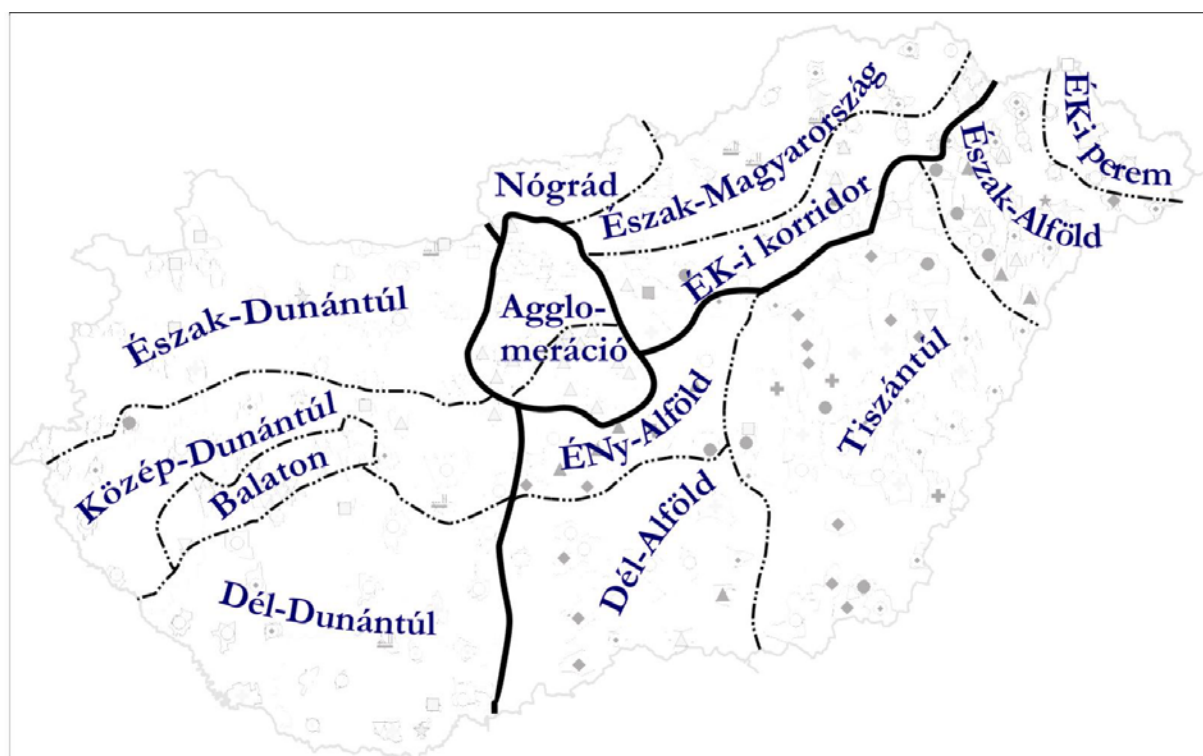 ÉK-i perem
Észak-Magyarország
Nógrád
Észak-Alföld
ÉK-i korridor
Észak-Dunántúl
Agglo-
meráció
Tiszántúl
Közép-Dunántúl
ÉNy-Alföld
Balaton
Dél-Alföld
Dél-Dunántúl